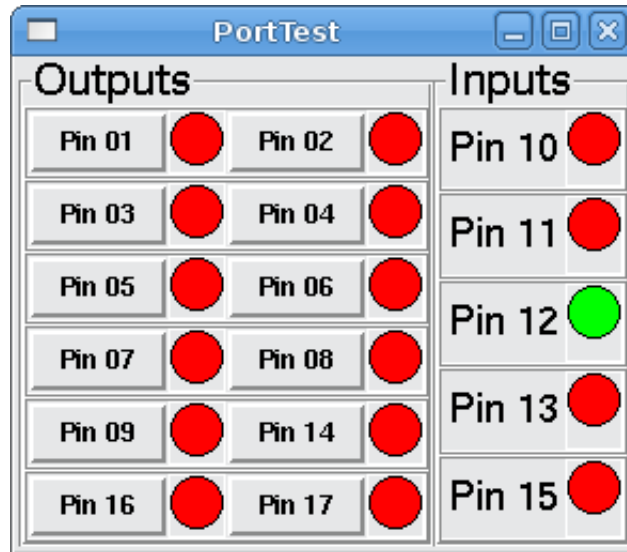 PortTest
Outputs
Pin 01 Pin 02
Pin 03 Pin 04
Pin 05 Pin 06
Pin 07 Pin 08
Pin 09 Pin 14
Pin 16 Pin 17
Inputs
Pin 10
Pin 11
Pin 12
Pin 13
Pin 15